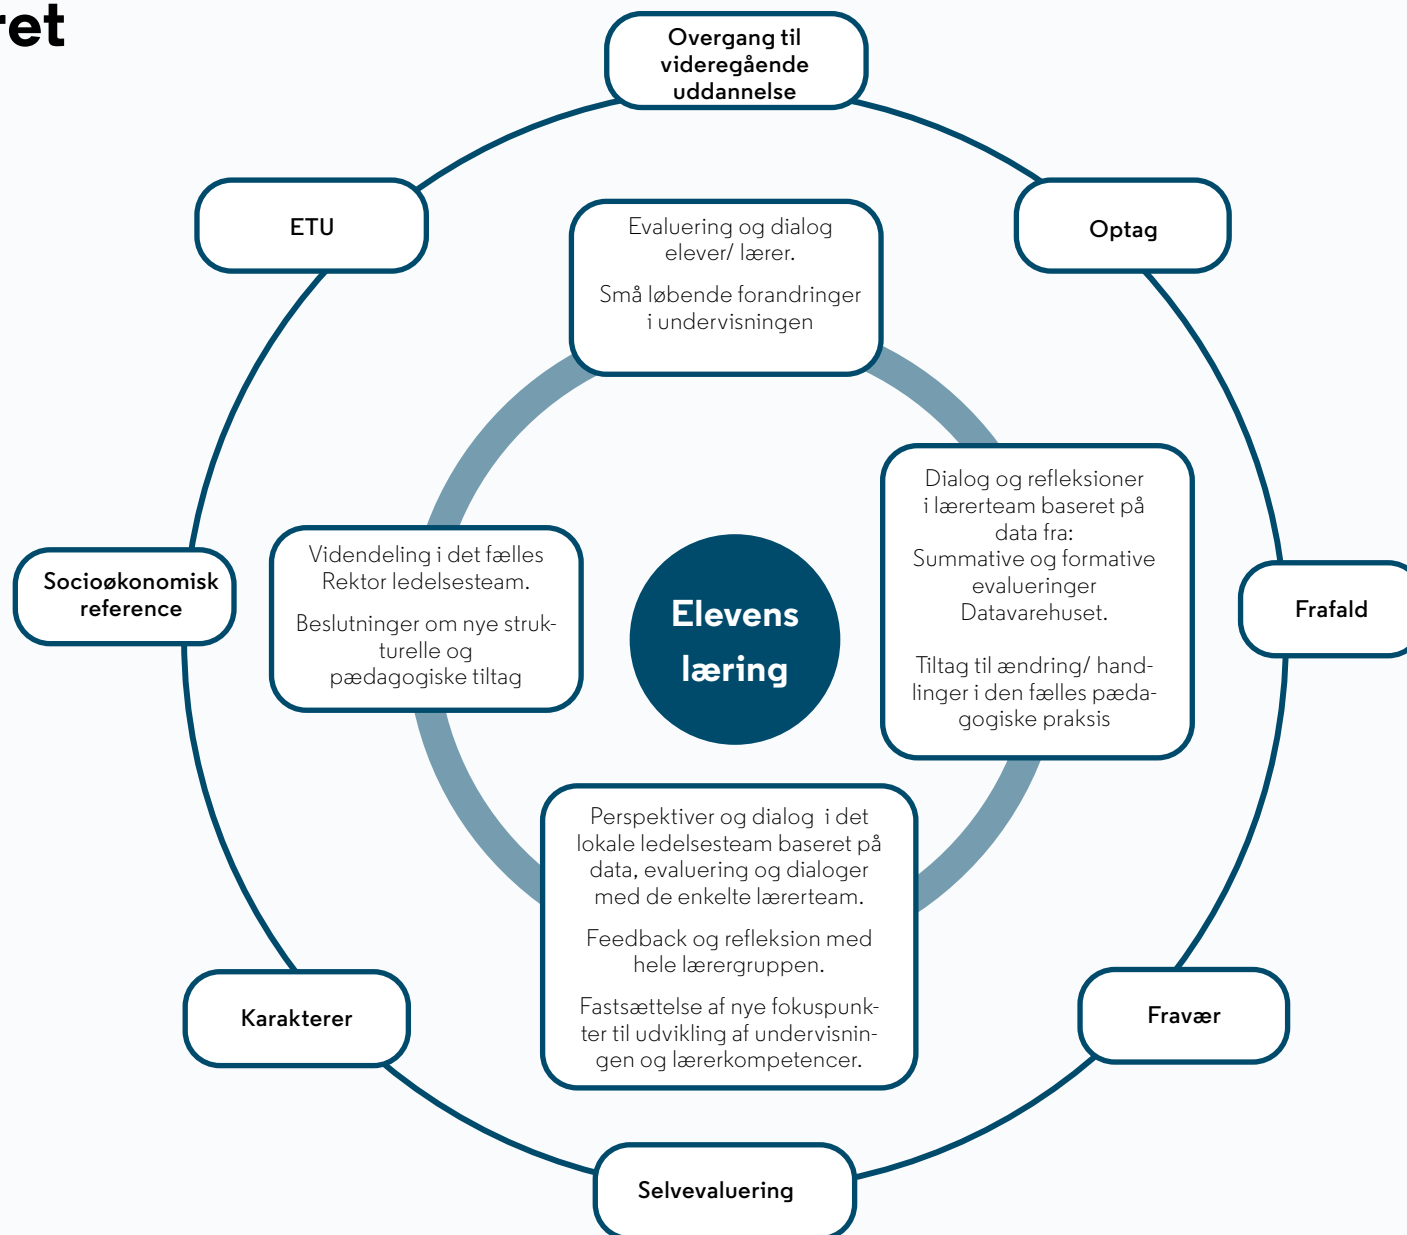 ret
Overgang til
videregående
uddannelse
ETU
Optag
Evaluering og dialog
elever/ lærer.
Små løbende forandringer
i undervisningen
Dialog og refleksioner
i lærerteam baseret på
data fra:
Summative og formative
evalueringer
Datavarehuset.
Tiltag til ændring/ hand-
linger i den fælles pæda-
gogiske praksis
Videndeling i det fælles
Rektor ledelsesteam.
Beslutninger om nye struk-
turelle og
pædagogiske tiltag
Socioøkonomisk
reference
Elevens
læring
Frafald
Perspektiver og dialog  i det
lokale ledelsesteam baseret på
data, evaluering og dialoger
med de enkelte lærerteam.
Feedback og refleksion med
hele lærergruppen.
Fastsættelse af nye fokuspunk-
ter til udvikling af undervisnin-
gen og lærerkompetencer.
Karakterer
Fravær
Selvevaluering